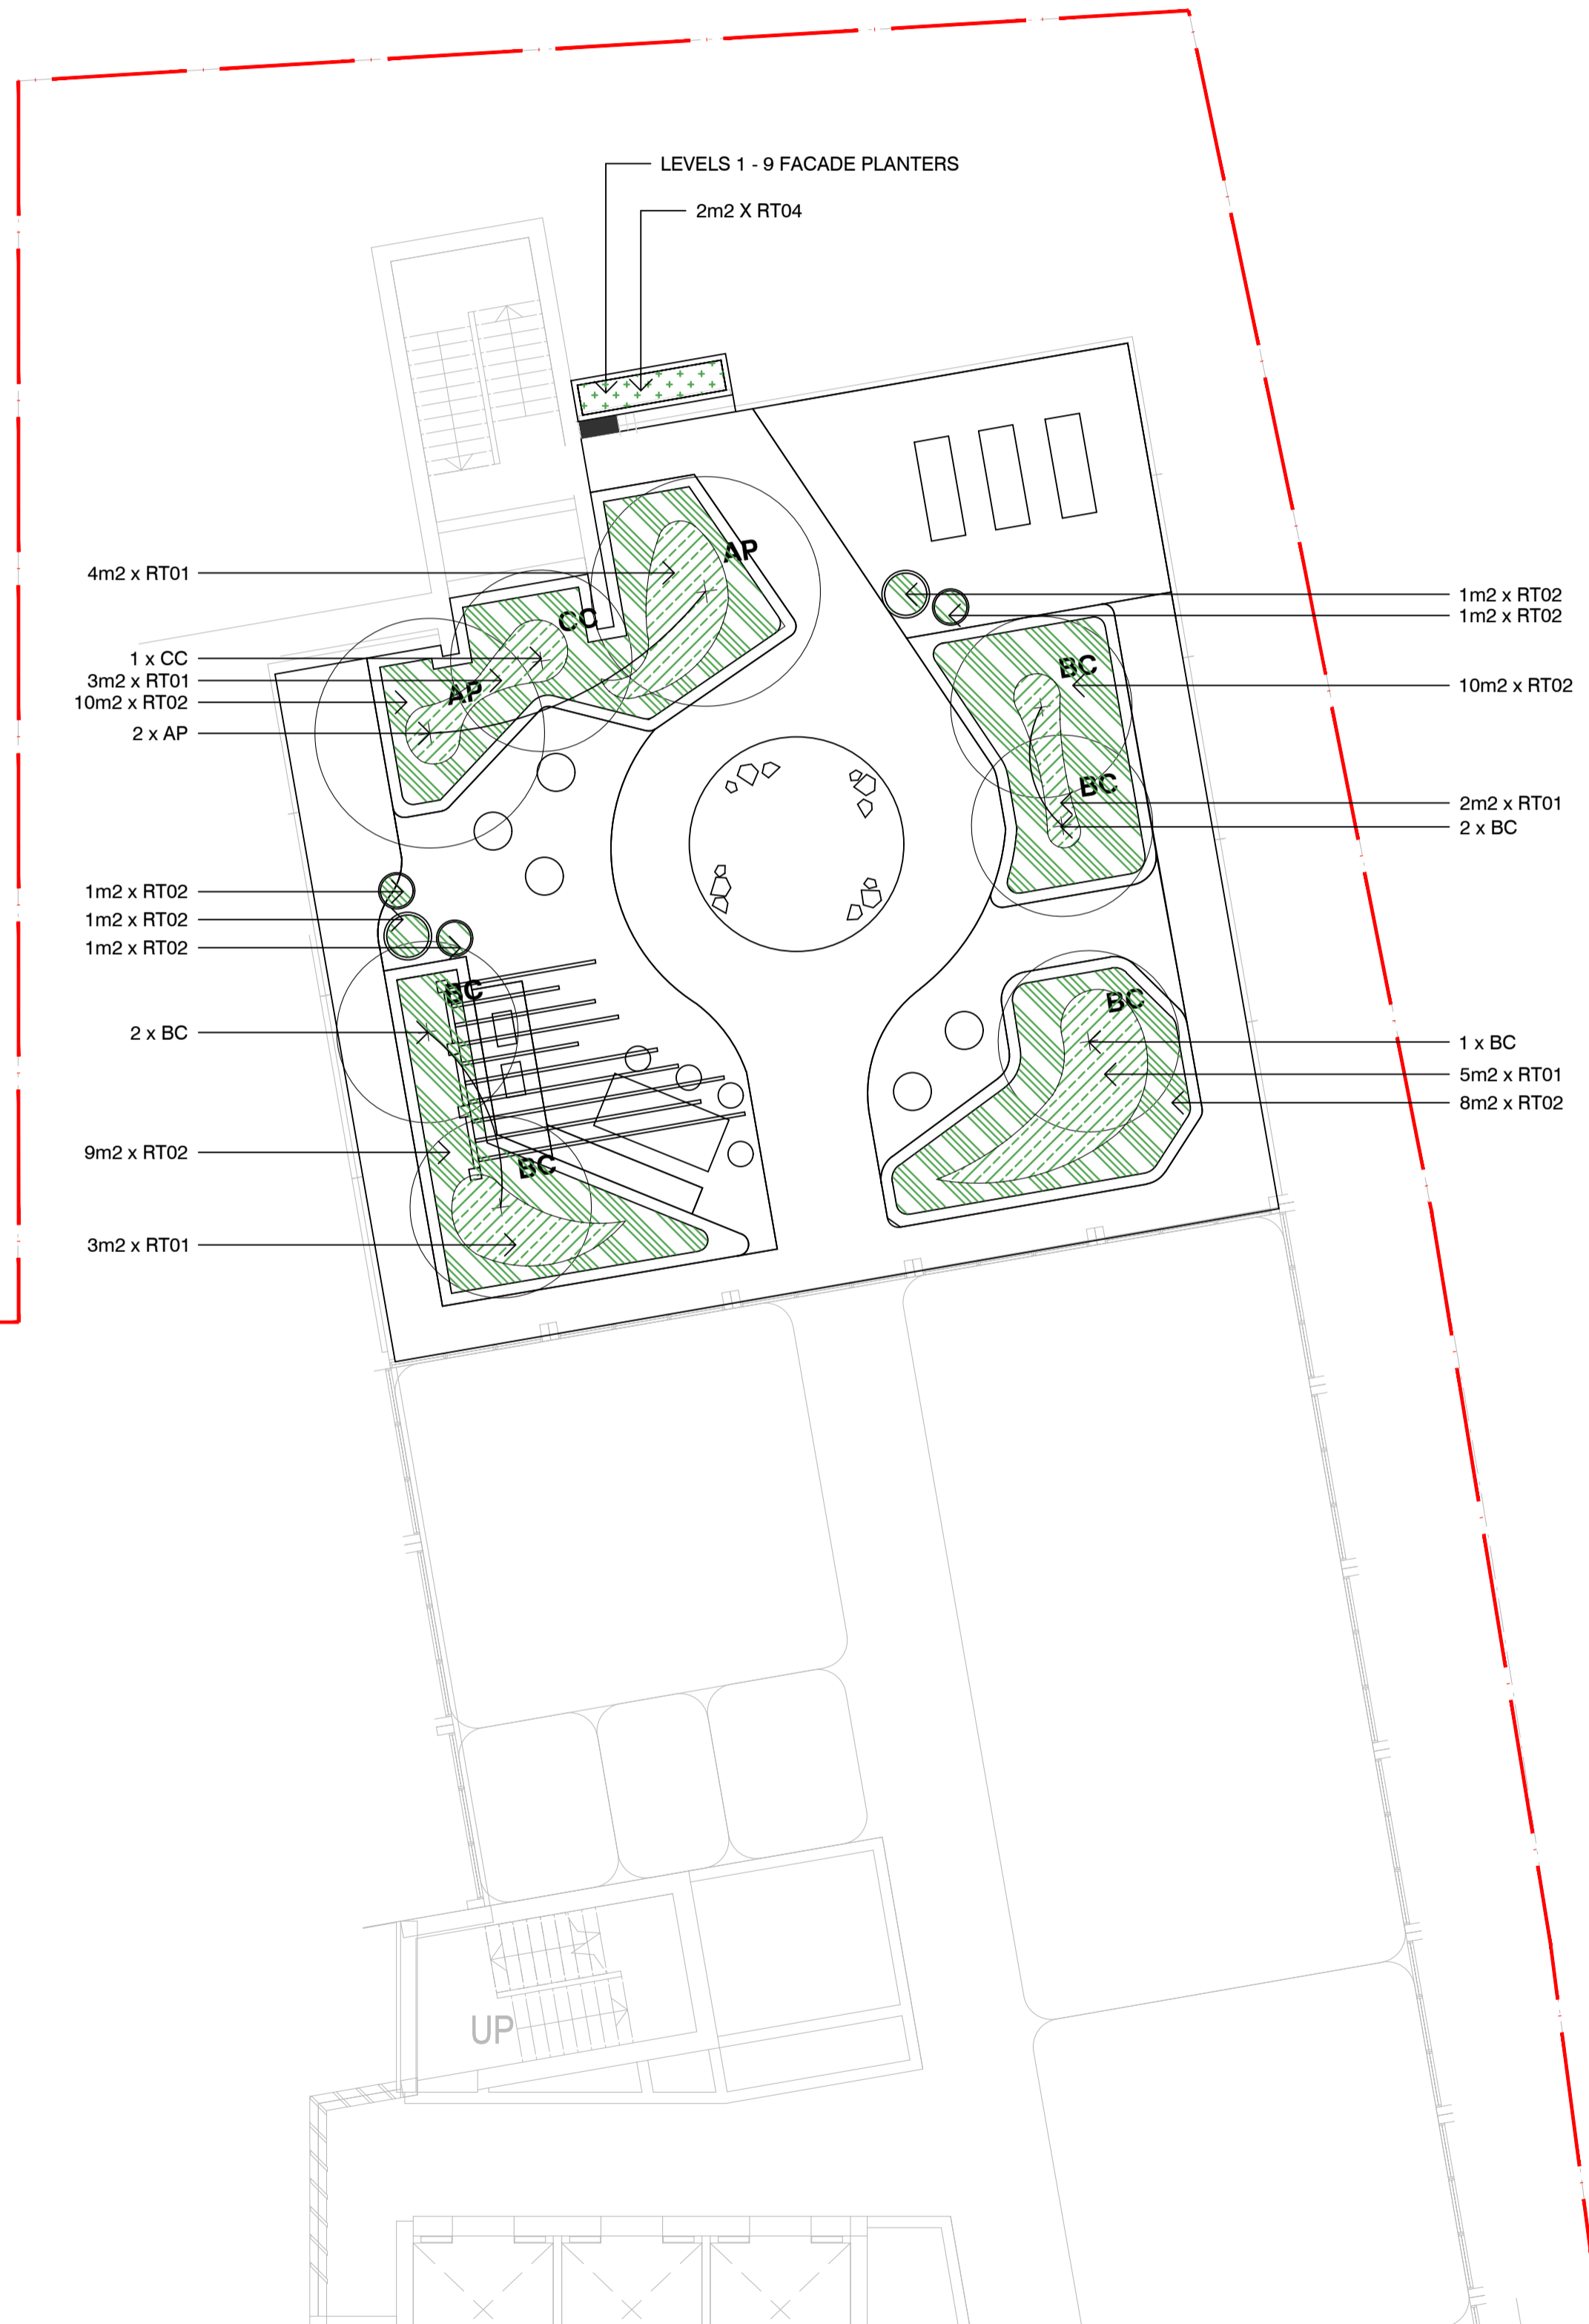 LEVELS 1 - 9 FACADE PLANTERS
2m2 X RT04
AP
4m2 x RT01
CC
1 x CC
3m2 x RT01
AP
10m2 x RT02
2 x AP
1m2 x RT02
1m2 x RT02
BC
10m2 x RT02
BC
2m2 x RT01
2 x BC
1m2 x RT02
1m2 x RT02
1m2 x RT02
BC
2 x BC
9m2 x RT02
BC
3m2 x RT01
BC
1 x BC
5m2 x RT01
8m2 x RT02
UP